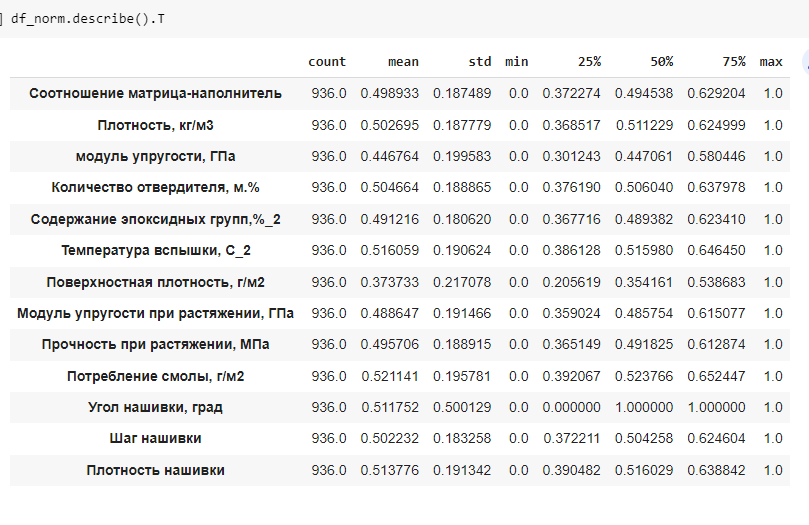 ] df_norm.describe().T
count mean std min 25% 50% 75% max
Соотношение матрица-наполнитель 936.0 0.498933 0.187489 0.0 0.372274 0.494538 0.629204 1.0
Плотность, кг/м3 936.0 0.502695 0.187779 0.0 0.368517 0.511229 0.624999 1.0
модуль упругости, ГПа 936.0 0.446764 0.199583 0.0 0.301243 0.447061 0.580446 1.0
Количество отвердителя, м.% 936.0 0.504664 0.188865 0.0 0.376190 0.506040 0.637978 1.0
Содержание эпоксидных групп,%_2 936.0 0.491216 0.180620 0.0 0.367716 0.489382 0.623410 1.0
Температура вспышки, С_2 936.0 0.516059 0.190624 0.0 0.386128 0.515980 0.646450 1.0
Поверхностная плотность, г/м2 936.0 0.373733 0.217078 0.0 0.205619 0.354161 0.538683 1.0
Модуль упругости при растяжении, ГПа 936.0 0.488647 0.191466 0.0 0.359024 0.485754 0.615077 1.0
Прочность при растяжении, МПа 936.0 0.495706 0.188915 0.0 0.365149 0.491825 0.612874 1.0
Потребление смолы, г/м2 936.0 0.521141 0.195781 0.0 0.392067 0.523766 0.652447 1.0
Угол нашивки, град 936.0 0.511752 0.500129 0.0 0.000000 1.000000 1.000000 1.0
Шаг нашивки 936.0 0.502232 0.183258 0.0 0.372211 0.504258 0.624604 1.0
Плотность нашивки 936.0 0.513776 0.191342 0.0 0.390482 0.516029 0.638842 1.0